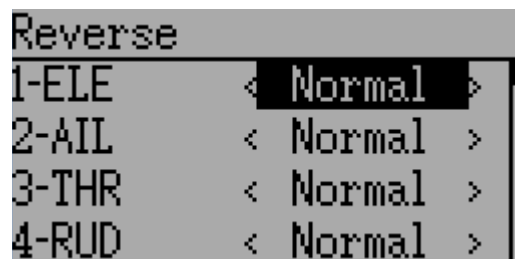 Reverse
1-ELE < Normal >
2-AIL < Normal >
3-THR < Normal >
4-RUD < Normal >